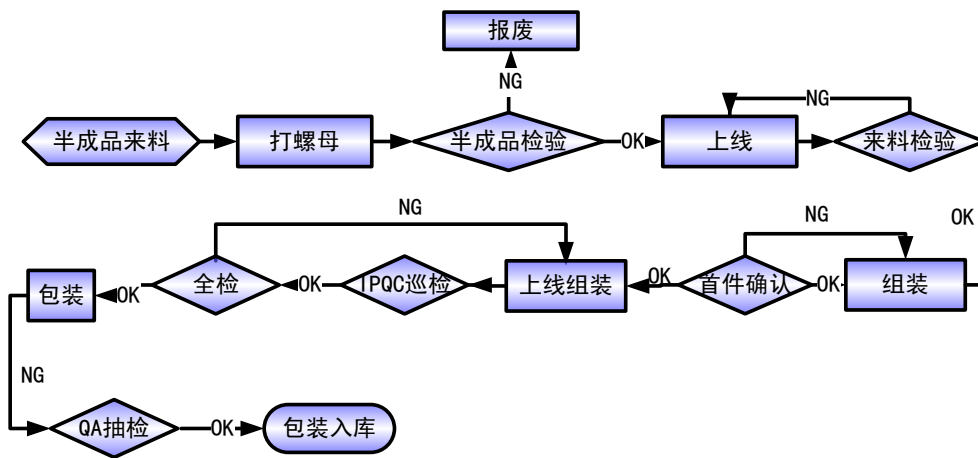 报废
NG
NG
半成品来料
打螺母
半成品检验
OK
上线
来料检验
NG
NG
OK
包装
OK
全检
OK
IPQC巡检
上线组装
OK
首件确认
OK
组装
NG
QA抽检
OK
包装入库